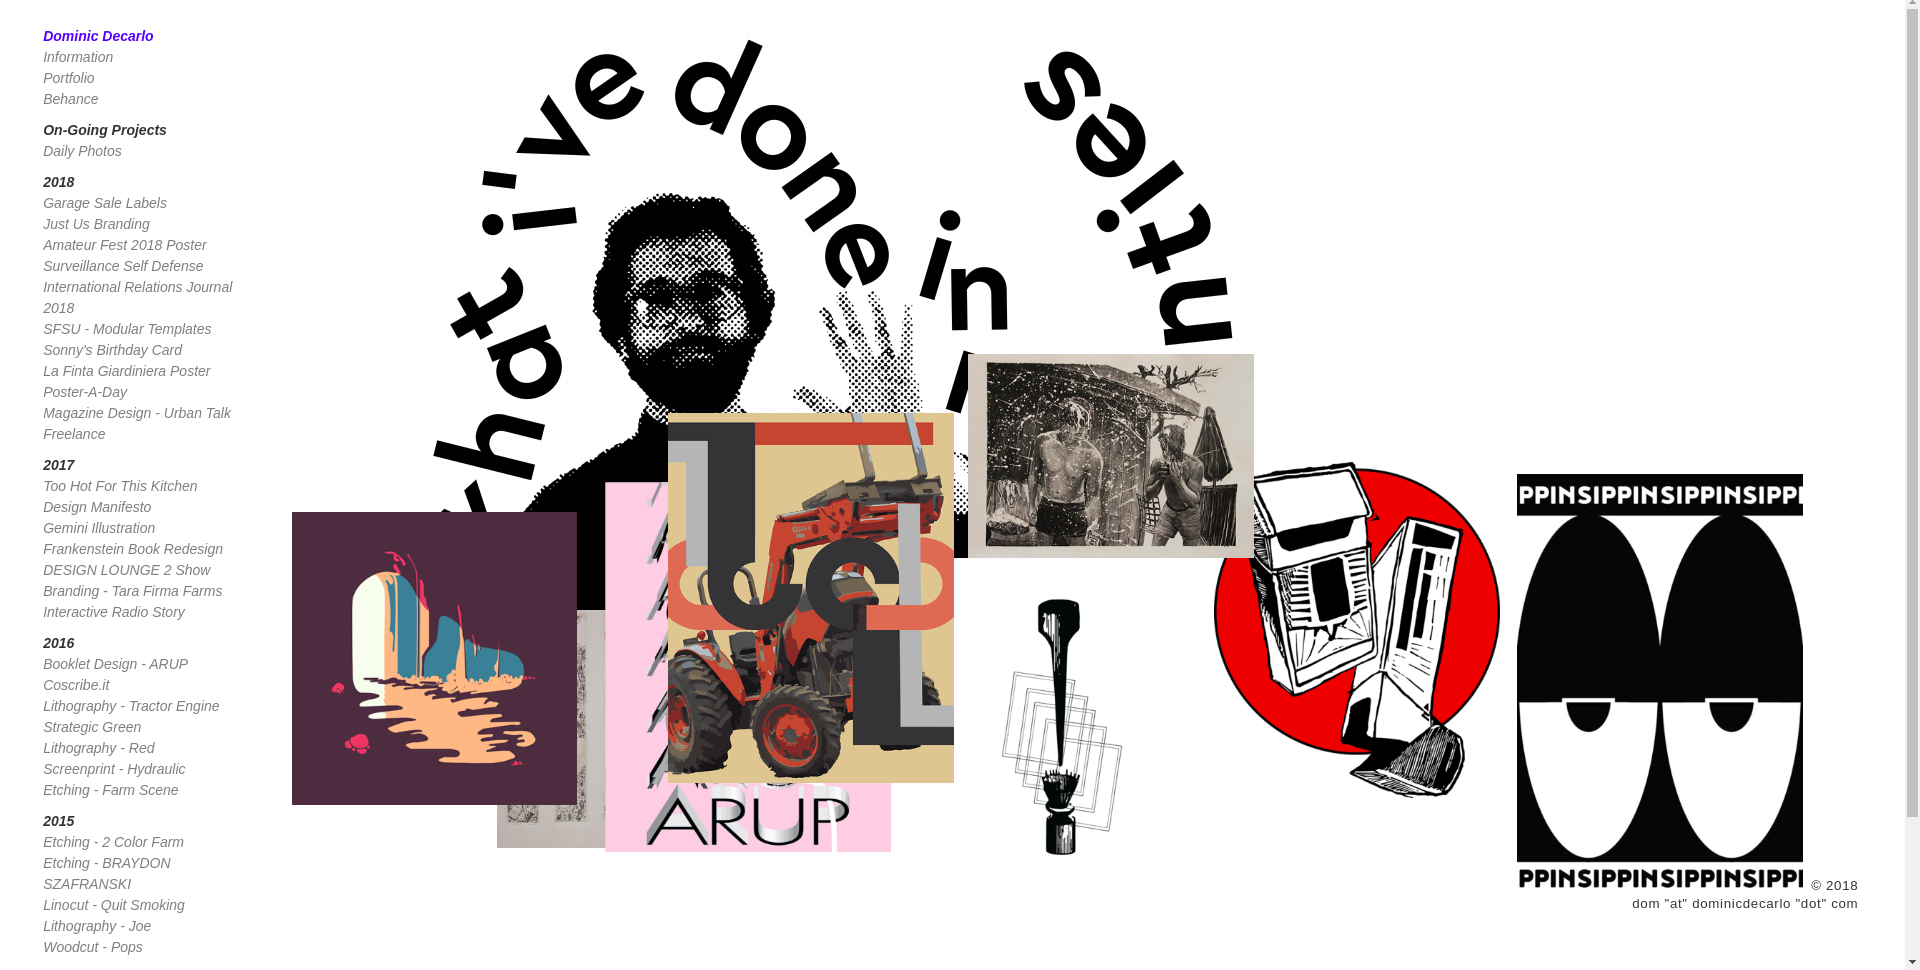 Dominic Decarlo
Information
Portfolio
Behance
On-Going Projects
Daily Photos
2018
Garage Sale Labels
Just Us Branding
Amateur Fest 2018 Poster
Surveillance Self Defense
International Relations Journal
2018
SFSU - Modular Templates
Sonny's Birthday Card
La Finta Giardiniera Poster
Poster-A-Day
Magazine Design - Urban Talk
Freelance
2017
Too Hot For This Kitchen
Design Manifesto
Gemini Illustration
Frankenstein Book Redesign
DESIGN LOUNGE 2 Show
Branding - Tara Firma Farms
Interactive Radio Story
2016
Booklet Design - ARUP
Coscribe.it
Lithography - Tractor Engine
Strategic Green
Lithography - Red
Screenprint - Hydraulic
Etching - Farm Scene
2015
Etching - 2 Color Farm
Etching - BRAYDON
SZAFRANSKI
Linocut - Quit Smoking
Lithography - Joe
Woodcut - Pops
hat i've done in
selt
ARUP
PPINSIPPINSIPPINSIPPI
PPINSIPPINSIPPINSIPPI
© 2018
dom "at" dominicdecarlo "dot" com